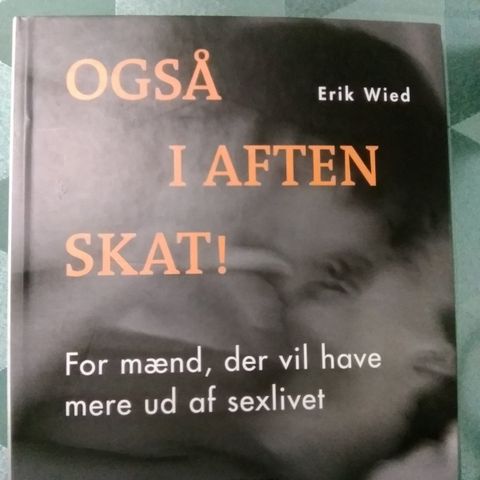 OGSÅ
Erik Wied
I AFTEN
SKAT!
For mænd, der vil have
mere ud af sexlivet